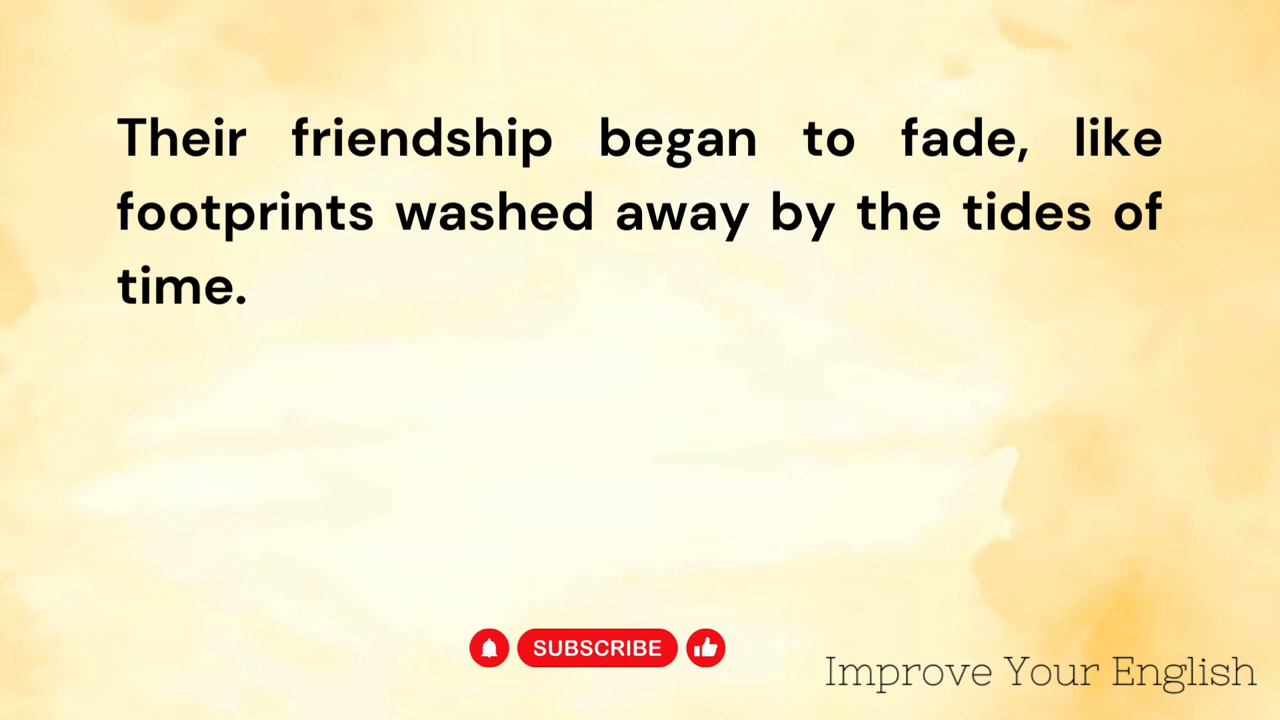 Their friendship began to fade, like
footprints washed away by the tides of
time.
SUBSCRIBE
Improve Your English